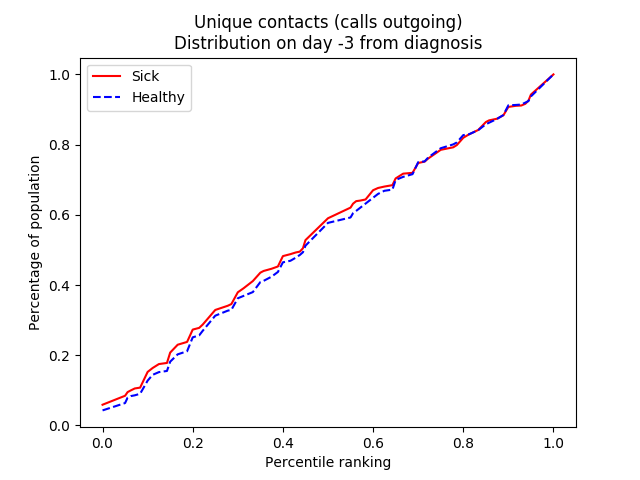 Unique contacts (calls outgoing)
Distribution on day -3 from diagnosis
Sick
Healthy
Percentage of population
1.0
0.8
0.6
0.4
0.2
0.0
0.0 0.2 0.4 0.6 0.8 1.0
Percentile ranking